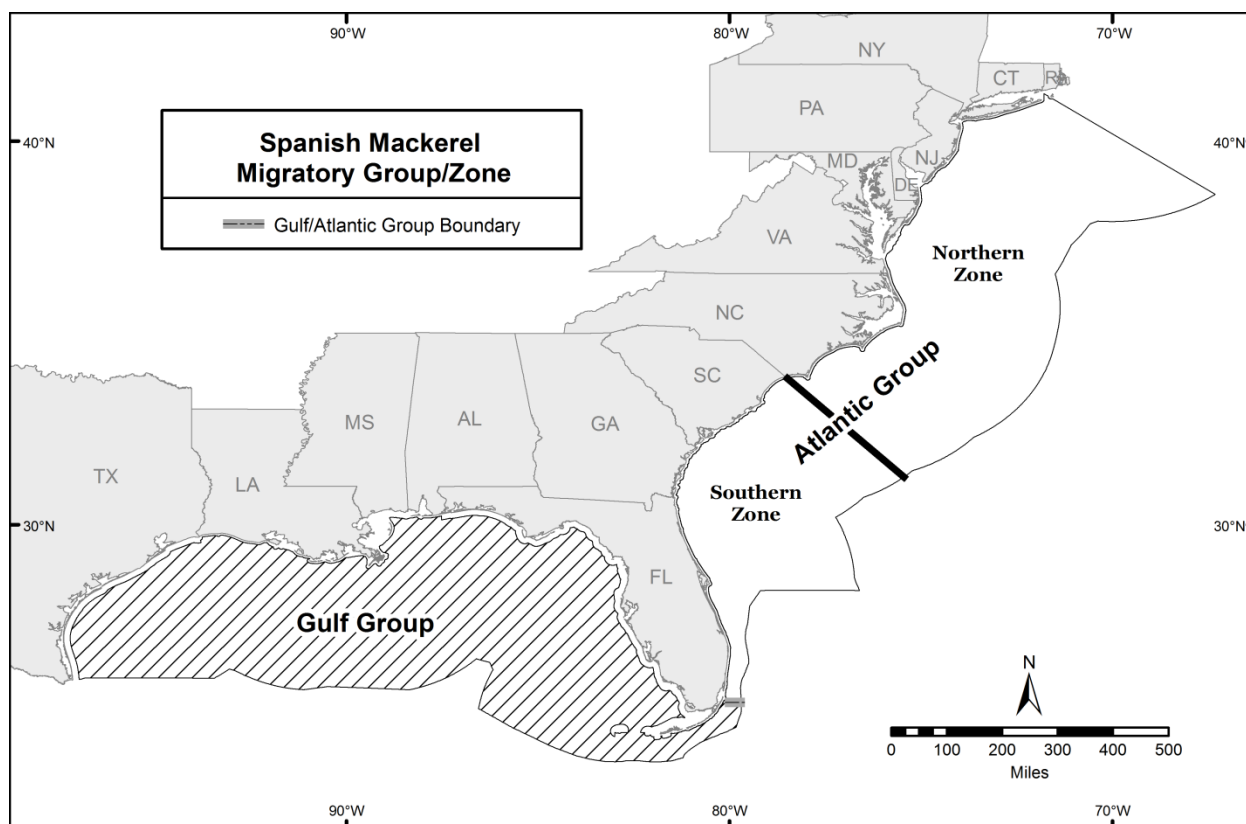 90°W
80°W
70°W
NY
CT
RI
PA
Spanish Mackerel
Migratory Group/Zone
40°N
40°N
NJ
MD
DE
Gulf/Atlantic Group Boundary
VA
Northern
Zone
NC
Atlantic Group
SC
MS
AL
GA
TX
LA
Southern
Zone
30°N
30°N
FL
Gulf Group
N
0
100
200
300
400
500
Miles
90°W
80°W
70°W